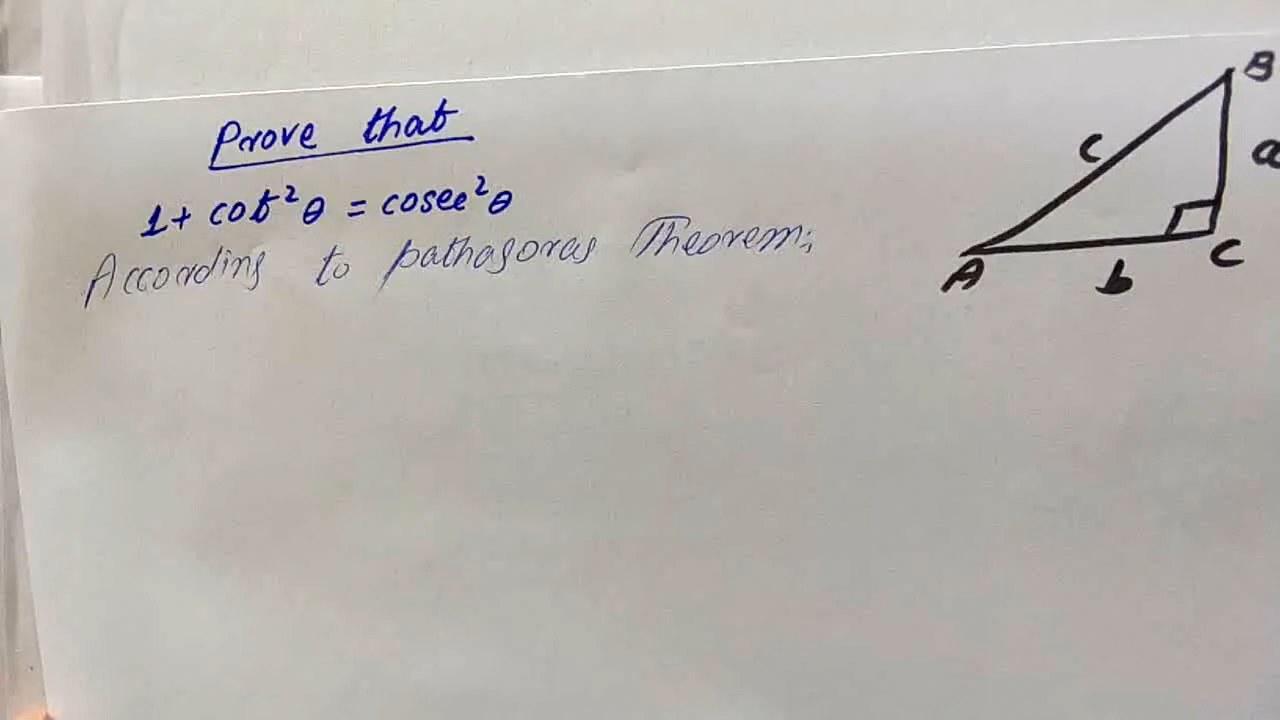 Prove that
1 + cot²θ = cosec²θ
According to pathagoras Theorem;
B
c
a
A
b
C